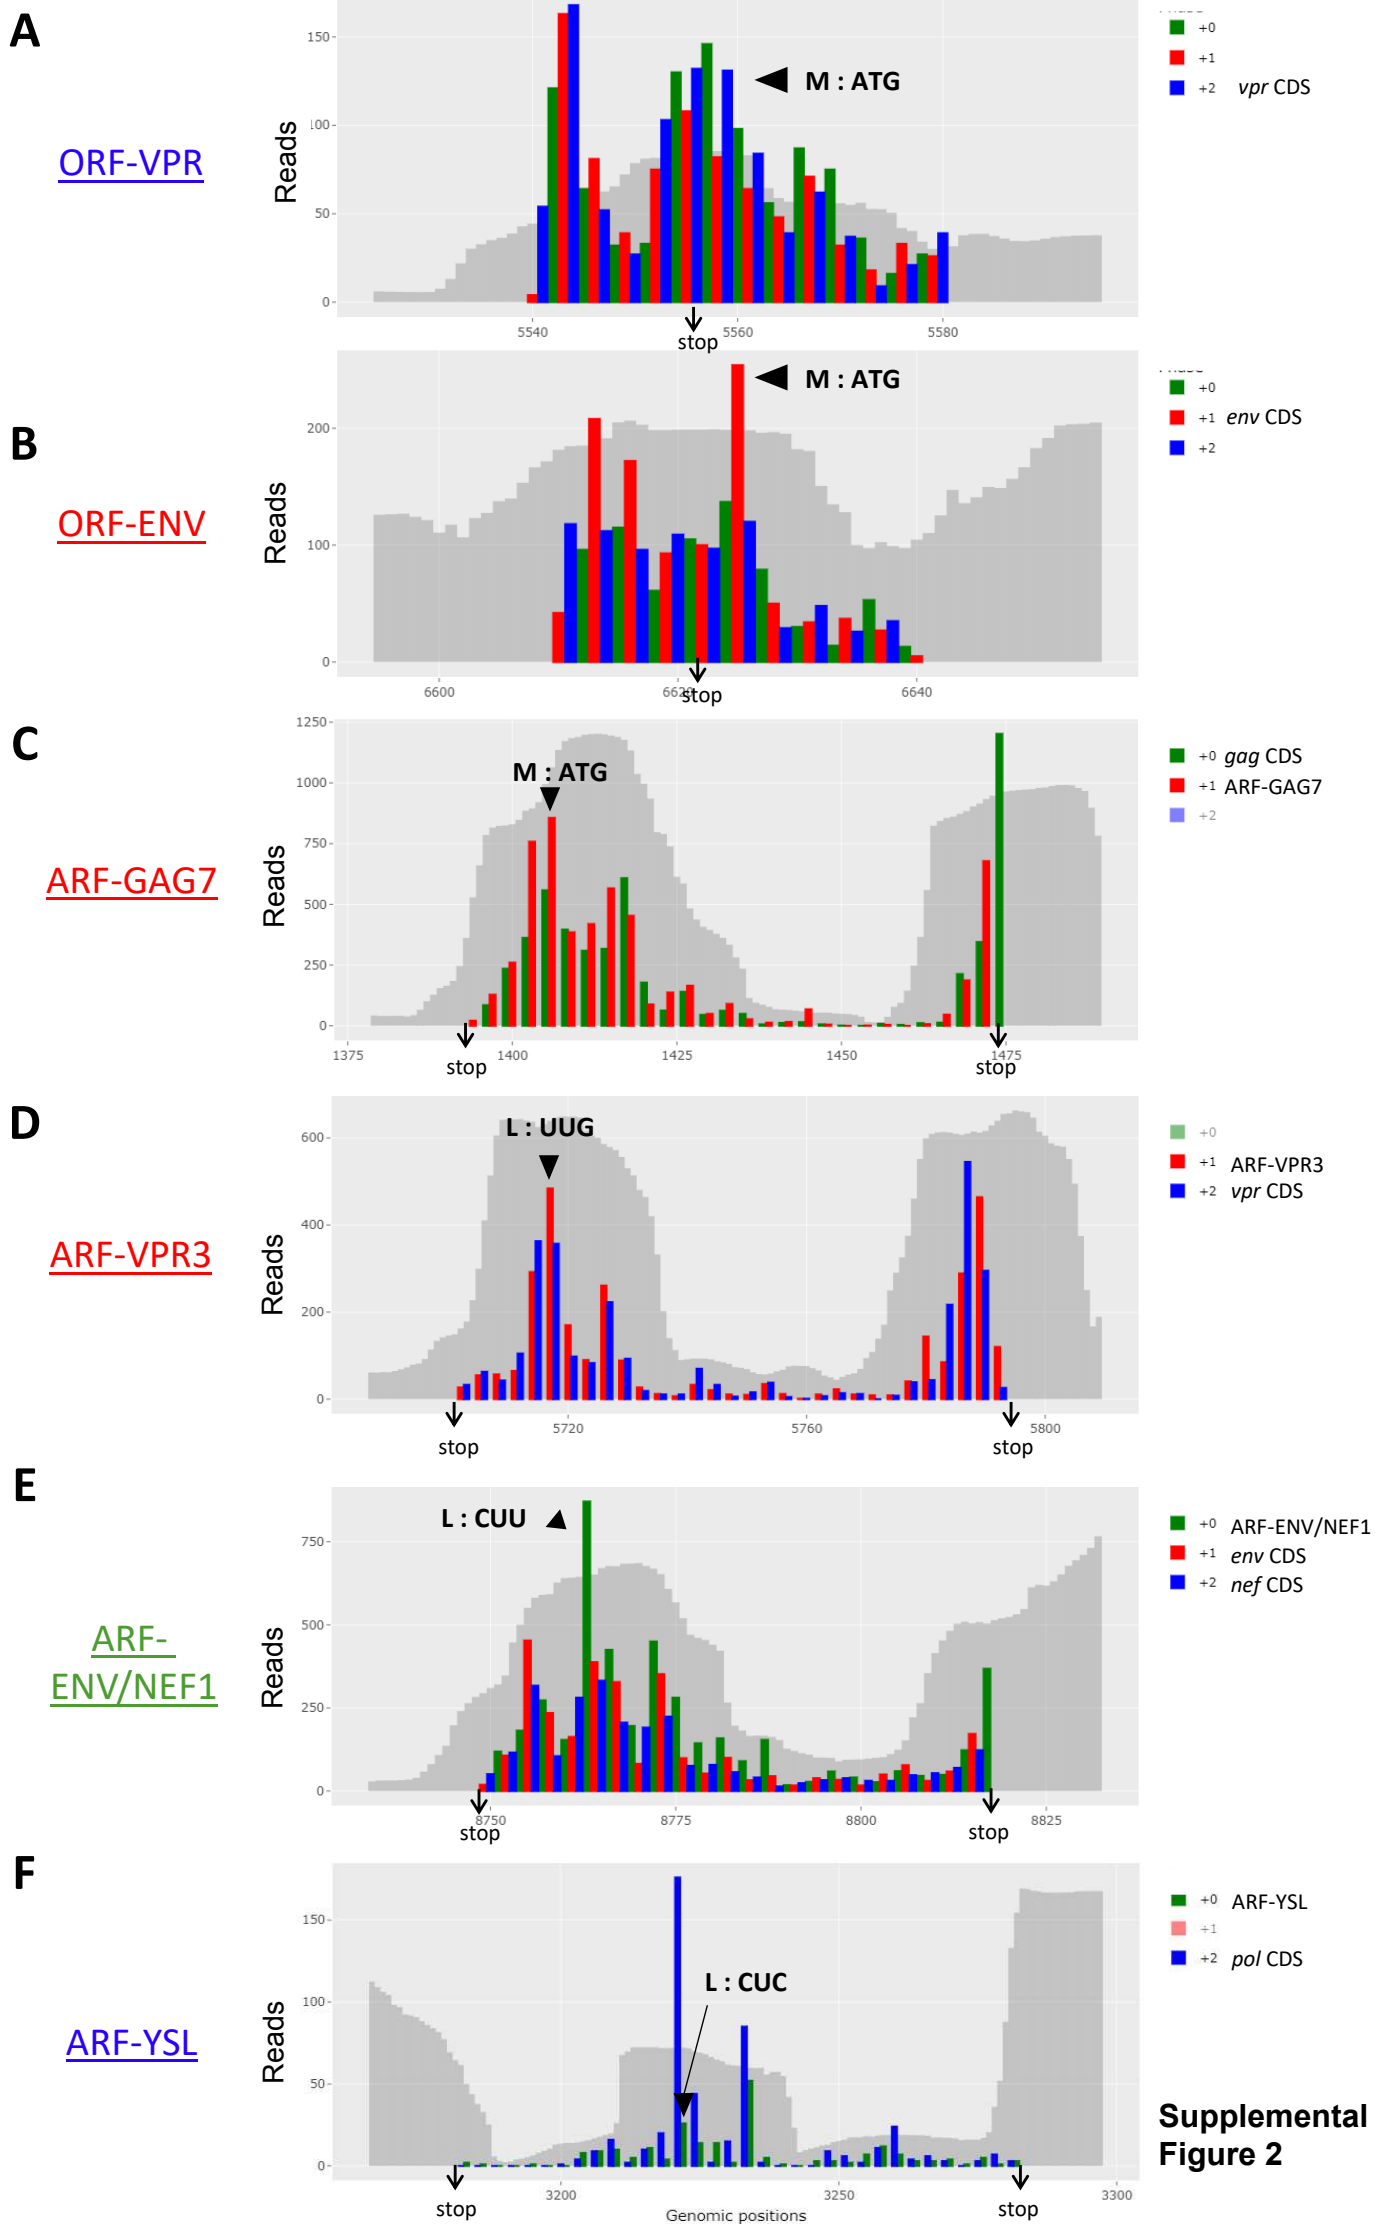 A
ORF-VPR
Reads
150
100
50
0
5540
5560
5580
stop
M : ATG
+0
+1
+2 vpr CDS
B
ORF-ENV
Reads
200
100
0
6600
6620
6640
stop
M : ATG
+0
+1 env CDS
+2
C
ARF-GAG7
Reads
1250
1000
750
500
250
0
1375
1400
1425
1450
1475
stop
stop
M : ATG
+0 gag CDS
+1 ARF-GAG7
+2
D
ARF-VPR3
Reads
600
400
200
0
5720
5760
5800
stop
stop
L : UUG
+0
+1 ARF-VPR3
+2 vpr CDS
E
ARF-
ENV/NEF1
Reads
750
500
250
0
8750
8775
8800
8825
stop
stop
L : CUU
+0 ARF-ENV/NEF1
+1 env CDS
+2 nef CDS
F
ARF-YSL
Reads
150
100
50
0
3200
3250
3300
stop
stop
Genomic positions
L : CUC
+0 ARF-YSL
+1
+2 pol CDS
Supplemental
Figure 2